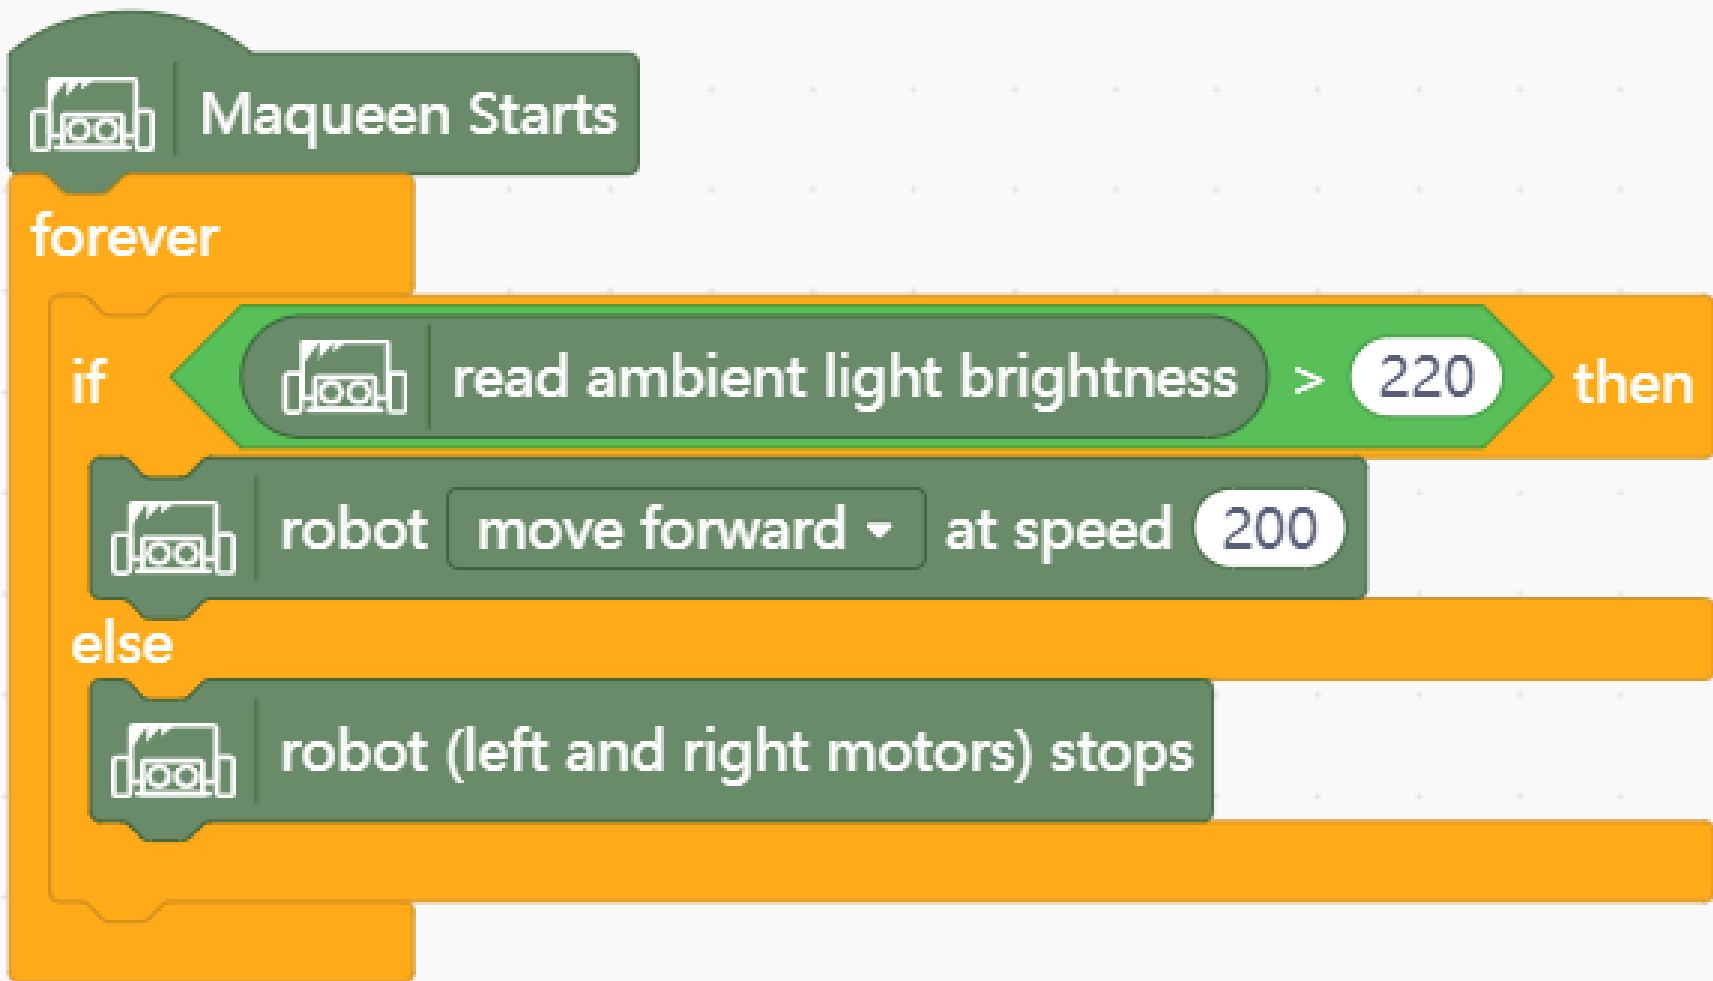 Maqueen Starts
forever
if read ambient light brightness > 220 then
robot move forward at speed 200
else
robot (left and right motors) stops